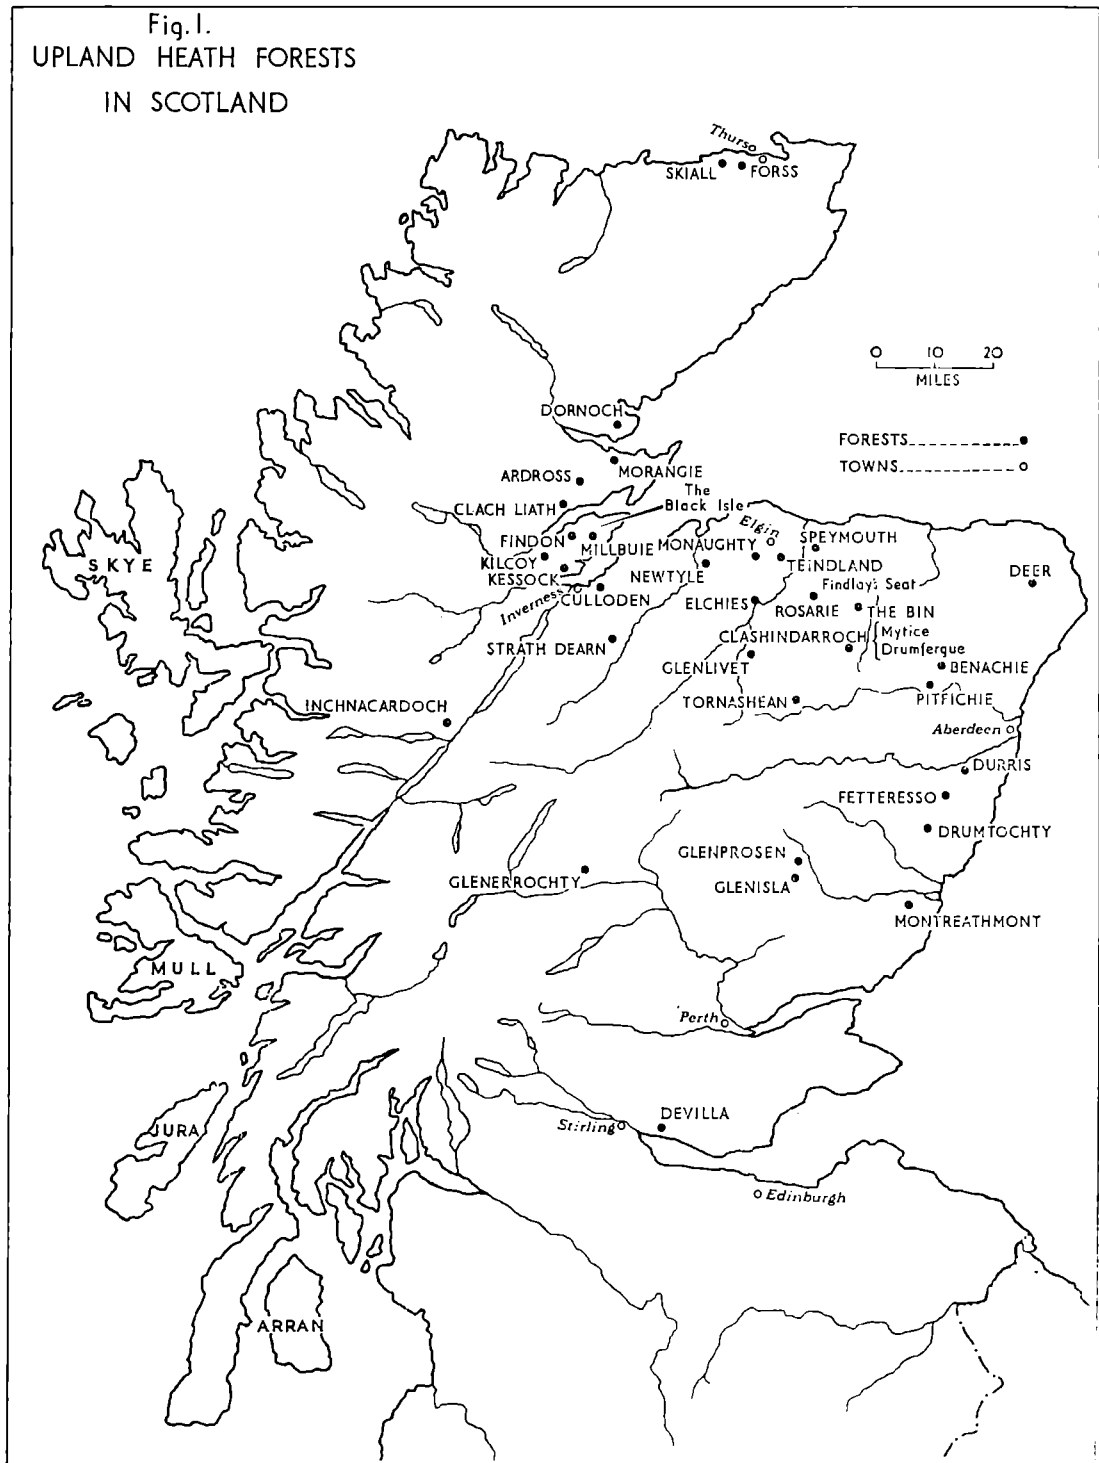 Fig.1.
UPLAND HEATH FORESTS
IN SCOTLAND
Thurso
SKIALL
FORSS
0 10 20
MILES
DORNOCH
FORESTS
TOWNS
ARDROSS
MORANGIE
The
Black Isle
CLACH LIATH
FINDON
MILLBUIE
MONAUGHTY
Elgin
SPEYMOUTH
SKYE
KILCOY
KESSOCK
NEWTYLE
TEINDLAND
Findlay's Seat
DEER
Inverness
CULLODEN
ELCHIES
ROSARIE
THE BIN
STRATH DEARN
CLASHINDARROCH
Mytice
Drumfergue
GLENLIVET
BENACHIE
INCHNACARDOCH
TORNASHEAN
PITFICHIE
Aberdeen
DURRIS
FETTERESSO
DRUMTOCHTY
GLENPROSEN
GLENERROCHTY
GLENISLA
MONTREATHMONT
MULL
Perth
JURA
DEVILLA
Stirling
Edinburgh
ARRAN